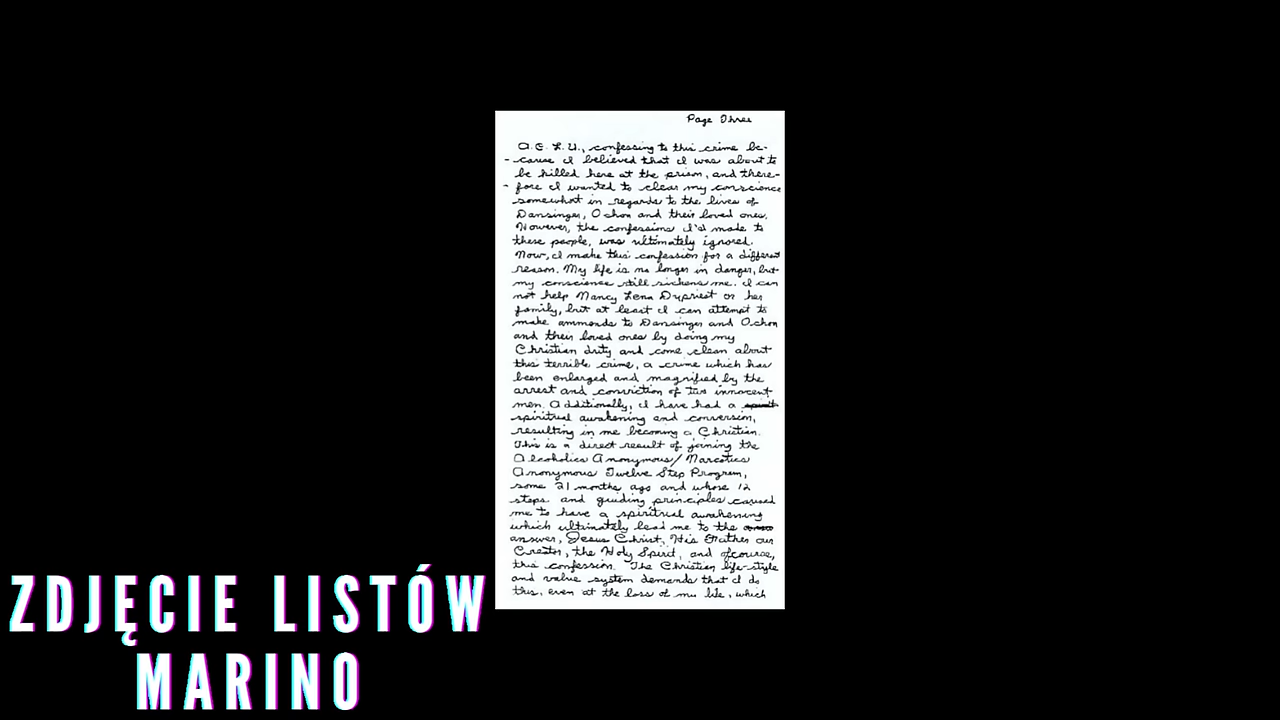 Page Three
A.C.L.U., confessing to this crime be-
- cause I believed that I was about to
be killed here at the prison, and there-
- fore I wanted to clear my conscience
somewhat in regards to the lives of
Danzinger, Ochoa and their loved ones.
However, the confessions I'd made to
these people, was ultimately ignored.
Now, I make this confession for a different
reason. My life is no longer in danger, but
my conscience still sickens me. I can
not help Nancy Lena Dupriest or her
family, but at least I can attempt to
make ammends to Danzinger and Ochoa
and their loved ones by doing my
Christian duty and come clean about
this terrible crime, a crime which has
been enlarged and magnified by the
arrest and conviction of two innocent
men. Additionally, I have had a
spiritual awakening and conversion,
resulting in me becoming a Christian.
This is a direct result of joining the
Alcoholics Anonymous/Narcotics
Anonymous Twelve Step Program,
some 21 months ago and whose 12
steps and guiding principles caused
me to have a spiritual awakening
which ultimately lead me to the
answer, Jesus Christ, His Father our
Creator, the Holy Spirit, and ofcourse,
this confession. The Christian life-style
and value system demands that I do
this, even at the loss of my life, which
ZDJĘCIE LISTÓW
MARINO